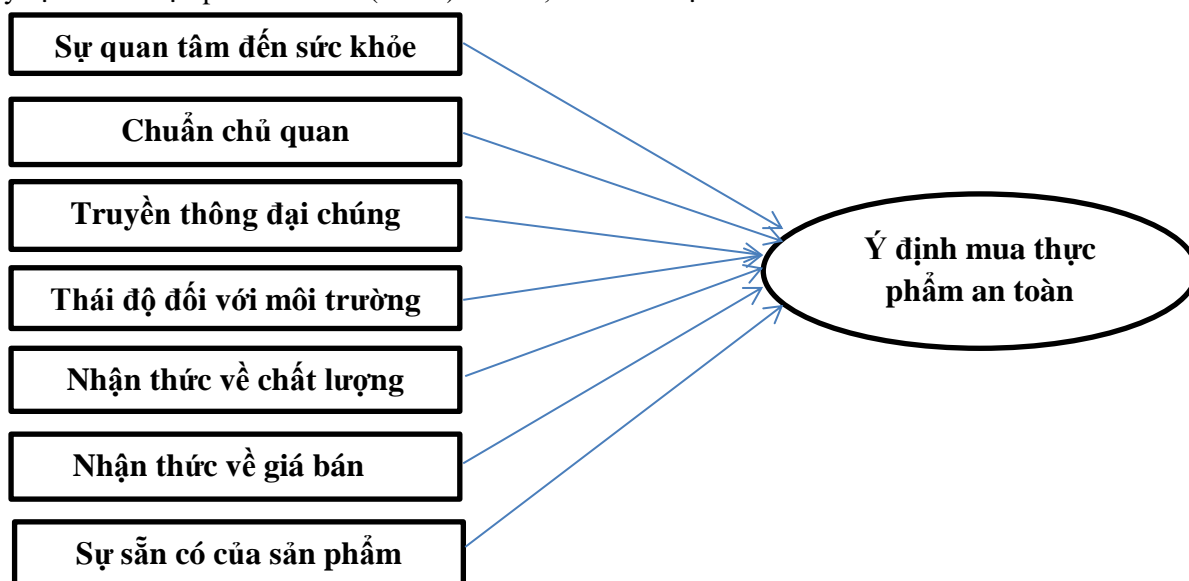 Sự quan tâm đến sức khỏe
Chuẩn chủ quan
Truyền thông đại chúng
Thái độ đối với môi trường
Nhận thức về chất lượng
Nhận thức về giá bán
Sự sẵn có của sản phẩm
Ý định mua thực
phẩm an toàn